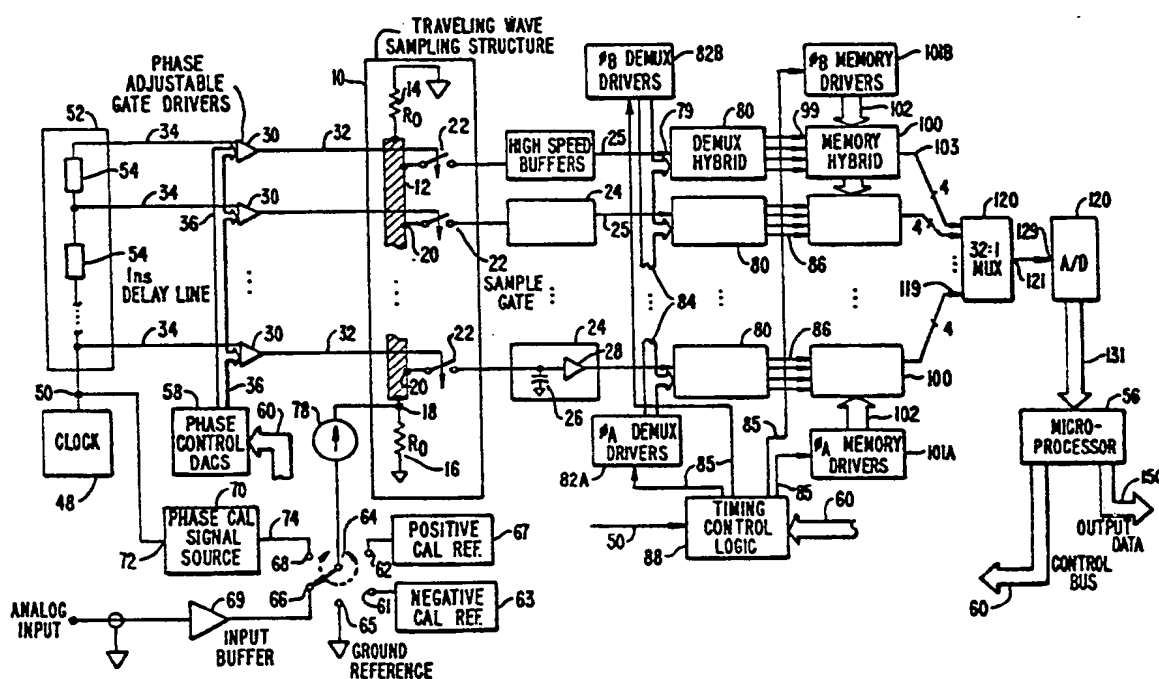 TRAVELING WAVE
SAMPLING STRUCTURE
PHASE
ADJUSTABLE
GATE DRIVERS
52
34
30
32
10
14
R0
22
12
20
54
34
30
36
54
1ns
DELAY LINE
34
30
32
36
50
58
60
CLOCK
48
PHASE
CONTROL
DACS
78
18
R0
16
20
22
22
SAMPLE
GATE
HIGH SPEED
BUFFERS
25
24
25
24
28
26
øB DEMUX
DRIVERS
82B
79
80
DEMUX
HYBRID
99
80
86
84
80
86
øB MEMORY
DRIVERS
101B
102
100
MEMORY
HYBRID
103
4
4
4
100
102
119
120
32:1
MUX
129
121
120
A/D
131
56
MICRO-
PROCESSOR
150
OUTPUT
DATA
CONTROL
BUS
60
øA DEMUX
DRIVERS
82A
85
85
85
øA MEMORY
DRIVERS
101A
50
TIMING
CONTROL
LOGIC
88
60
70
PHASE CAL
SIGNAL
SOURCE
72
74
68
64
62
POSITIVE
CAL REF.
67
66
61
NEGATIVE
CAL REF.
63
65
GROUND
REFERENCE
ANALOG
INPUT
69
INPUT
BUFFER